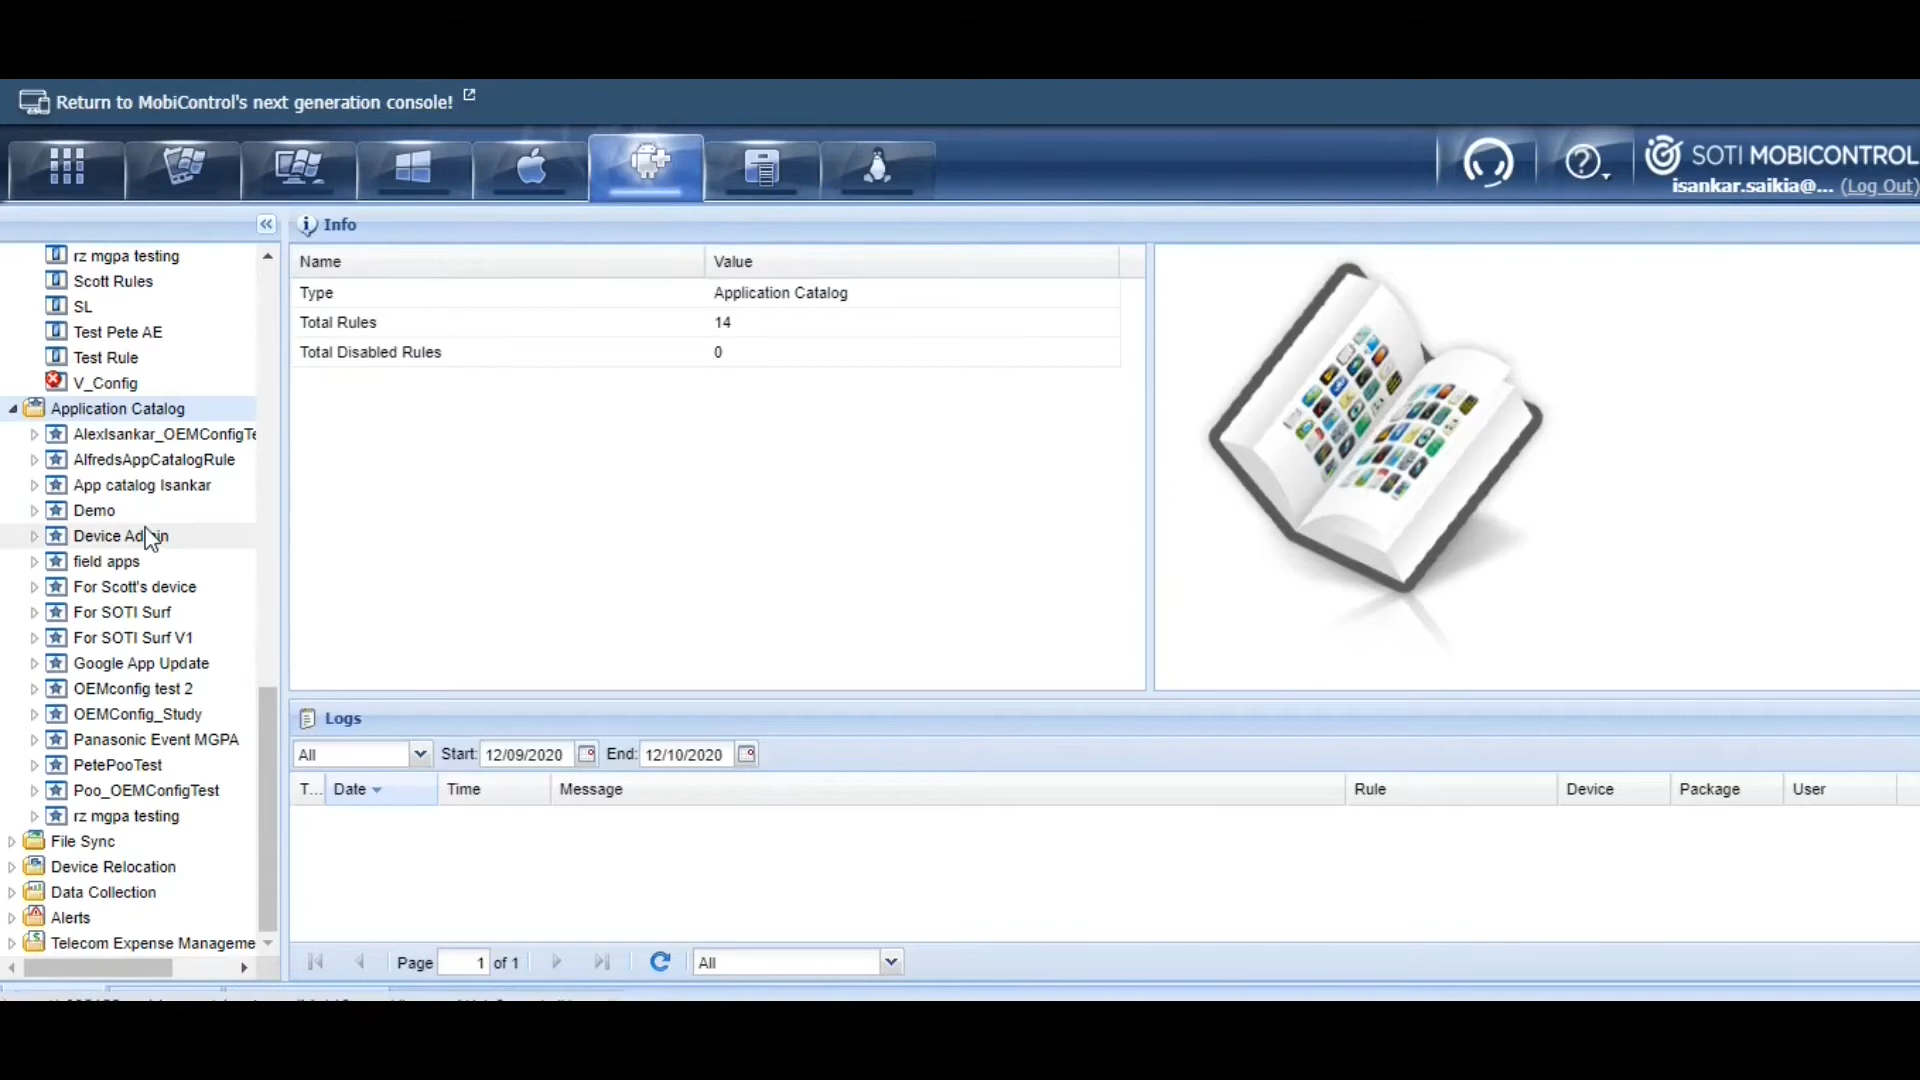 Return to MobiControl's next generation console!
SOTI MOBICONTROL
isankar.saikia@... (Log Out)
Info
rz mgpa testing
Scott Rules
SL
Test Pete AE
Test Rule
V_Config
Application Catalog
AlexIsankar_OEMConfigTe
AlfredsAppCatalogRule
App catalog Isankar
Demo
Device Admin
field apps
For Scott's device
For SOTI Surf
For SOTI Surf V1
Google App Update
OEMconfig test 2
OEMConfig_Study
Panasonic Event MGPA
PetePooTest
Poo_OEMConfigTest
rz mgpa testing
File Sync
Device Relocation
Data Collection
Alerts
Telecom Expense Manageme
Name Value
Type Application Catalog
Total Rules 14
Total Disabled Rules 0
Logs
All Start: 12/09/2020 End: 12/10/2020
T... Date Time Message Rule Device Package User
Page 1 of 1 All